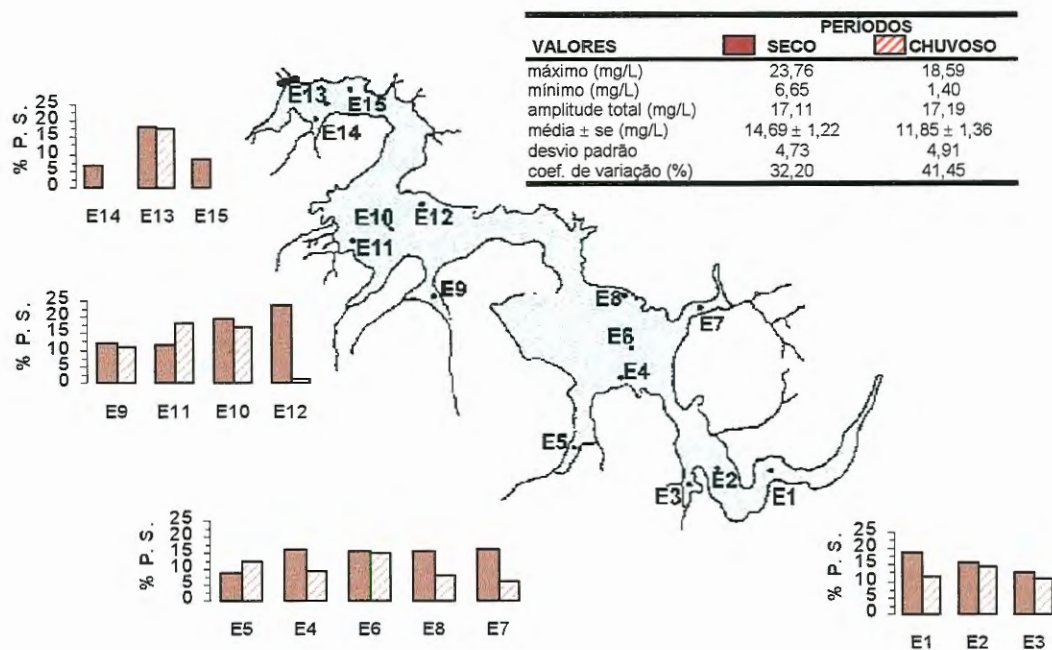 PERÍODOS
VALORES SECO CHUVOSO
máximo (mg/L) 23,76 18,59
mínimo (mg/L) 6,65 1,40
amplitude total (mg/L) 17,11 17,19
média ± se (mg/L) 14,69 ± 1,22 11,85 ± 1,36
desvio padrão 4,73 4,91
coef. de variação (%) 32,20 41,45
E13
E15
E14
% P. S.
25
20
15
10
5
0
E14 E13 E15
E10
E12
E11
E9
E8
E7
E6
E4
% P. S.
25
20
15
10
5
0
E9 E11 E10 E12
E5
E2
E1
E3
% P. S.
25
20
15
10
5
0
E5 E4 E6 E8 E7
% P. S.
25
20
15
10
5
0
E1 E2 E3